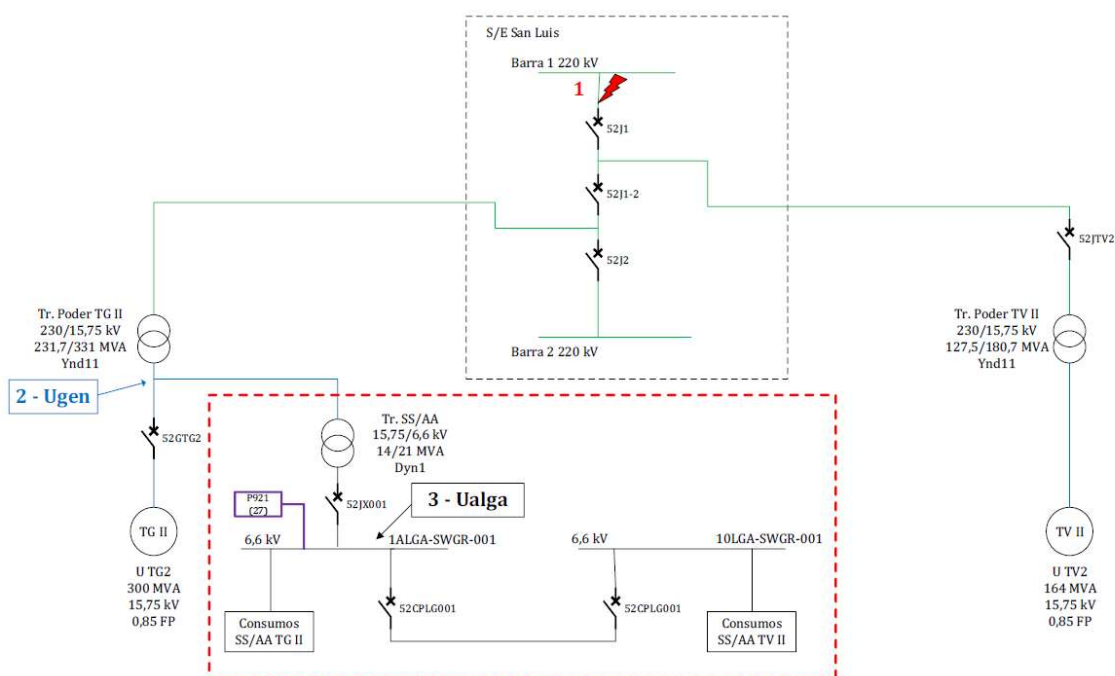 S/E San Luis
Barra 1 220 kV
1
52J1
52J1-2
52J2
Barra 2 220 kV
52JTV2
Tr. Poder TG II
230/15,75 kV
231,7/331 MVA
Ynd11
Tr. Poder TV II
230/15,75 kV
127,5/180,7 MVA
Ynd11
2 - Ugen
52GTG2
Tr. SS/AA
15,75/6,6 kV
14/21 MVA
Dyn1
P921
(27)
52JX001
3 - Ualga
6,6 kV
1ALGA-SWGR-001
6,6 kV
10LGA-SWGR-001
52CPLG001
52CPLG001
Consumos
SS/AA TG II
Consumos
SS/AA TV II
TG II
U TG2
300 MVA
15,75 kV
0,85 FP
TV II
U TV2
164 MVA
15,75 kV
0,85 FP